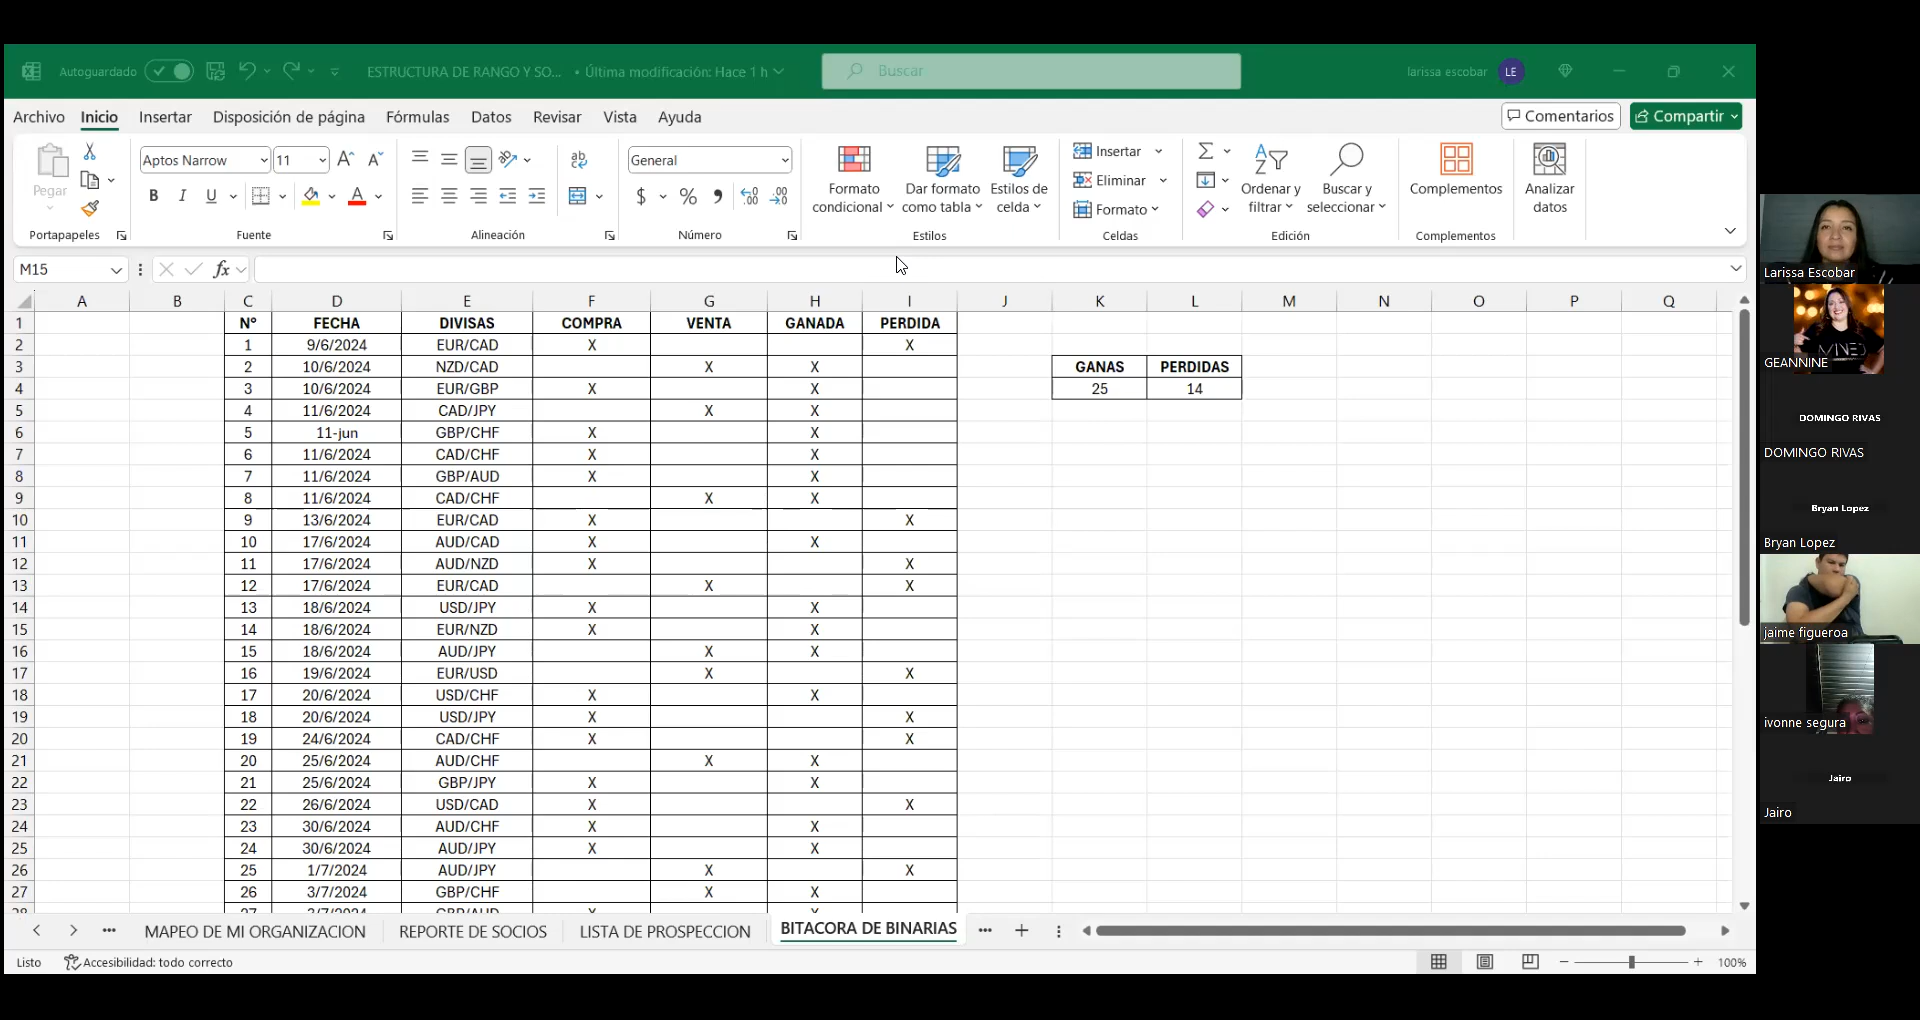 Autoguardado ESTRUCTURA DE RANGO Y SO... • Última modificación: Hace 1 h Buscar larissa escobar LE
Archivo Inicio Insertar Disposición de página Fórmulas Datos Revisar Vista Ayuda Comentarios Compartir
Pegar Aptos Narrow 11 General Formato condicional Dar formato como tabla Estilos de celda Insertar Eliminar Formato Ordenar y filtrar Buscar y seleccionar Complementos Analizar datos
Portapapeles Fuente Alineación Número Estilos Celdas Edición Complementos
M15 fx
A B C D E F G H I J K L M N O P Q
1 N° FECHA DIVISAS COMPRA VENTA GANADA PERDIDA
2 1 9/6/2024 EUR/CAD X X
3 2 10/6/2024 NZD/CAD X X GANAS PERDIDAS
4 3 10/6/2024 EUR/GBP X X 25 14
5 4 11/6/2024 CAD/JPY X X
6 5 11-jun GBP/CHF X X
7 6 11/6/2024 CAD/CHF X X
8 7 11/6/2024 GBP/AUD X X
9 8 11/6/2024 CAD/CHF X X
10 9 13/6/2024 EUR/CAD X X
11 10 17/6/2024 AUD/CAD X X
12 11 17/6/2024 AUD/NZD X X
13 12 17/6/2024 EUR/CAD X X
14 13 18/6/2024 USD/JPY X X
15 14 18/6/2024 EUR/NZD X X
16 15 18/6/2024 AUD/JPY X X
17 16 19/6/2024 EUR/USD X X
18 17 20/6/2024 USD/CHF X X
19 18 20/6/2024 USD/JPY X X
20 19 24/6/2024 CAD/CHF X X
21 20 25/6/2024 AUD/CHF X X
22 21 25/6/2024 GBP/JPY X X
23 22 26/6/2024 USD/CAD X X
24 23 30/6/2024 AUD/CHF X X
25 24 30/6/2024 AUD/JPY X X
26 25 1/7/2024 AUD/JPY X X
27 26 3/7/2024 GBP/CHF X X
28 27 3/7/2024 GBP/AUD X X
MAPEO DE MI ORGANIZACION REPORTE DE SOCIOS LISTA DE PROSPECCION BITACORA DE BINARIAS
Listo Accesibilidad: todo correcto 100%
Larissa Escobar
GEANNINE
DOMINGO RIVAS
DOMINGO RIVAS
Bryan Lopez
Bryan Lopez
jaime figueroa
ivonne segura
Jairo
Jairo